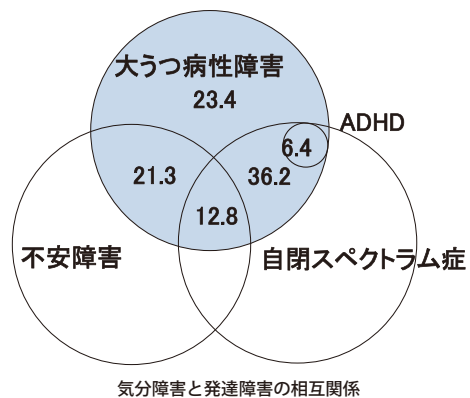 大うつ病性障害
23.4
ADHD
6.4
21.3
36.2
12.8
不安障害
自閉スペクトラム症
気分障害と発達障害の相互関係